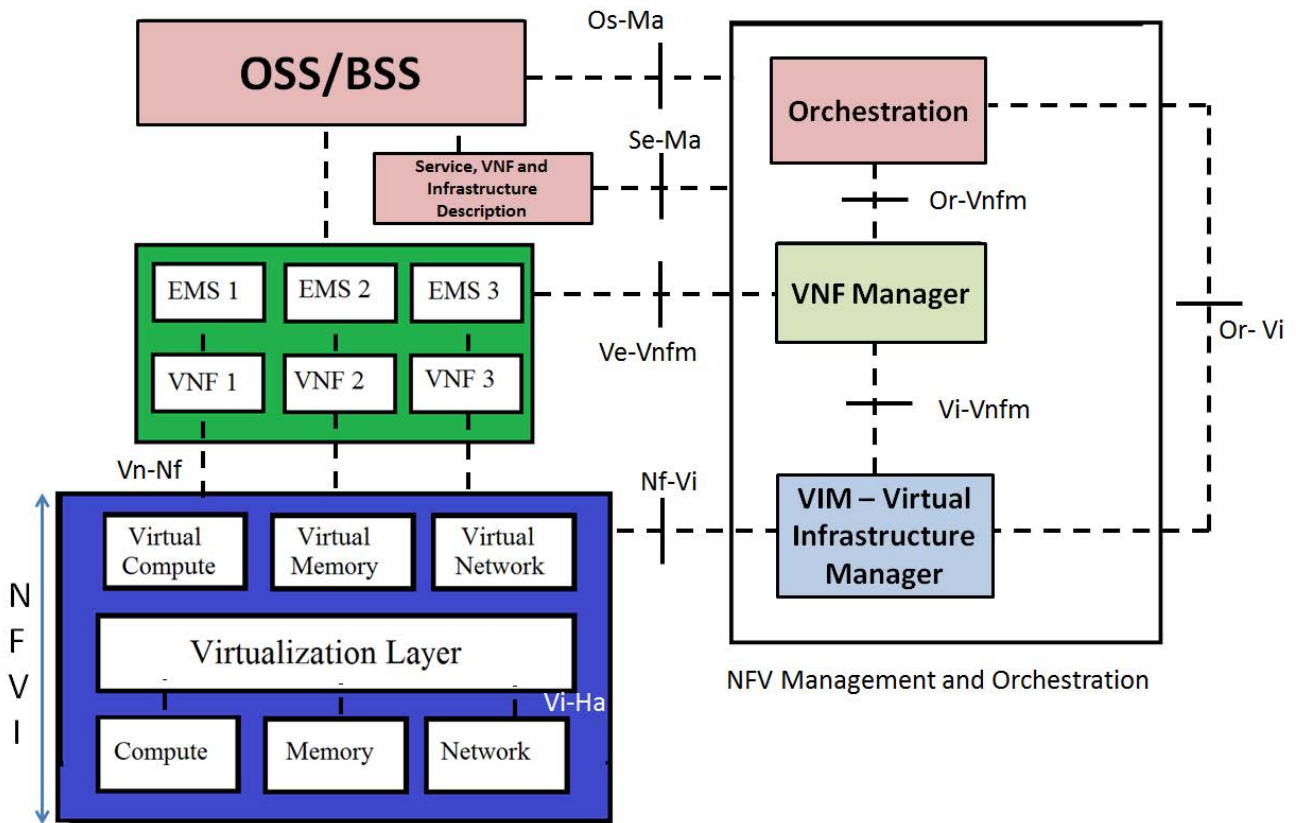 Os-Ma
OSS/BSS
Orchestration
Se-Ma
Service, VNF and
Infrastructure
Description
Or-Vnfm
EMS 1
EMS 2
EMS 3
VNF Manager
Or- Vi
Ve-Vnfm
VNF 1
VNF 2
VNF 3
Vi-Vnfm
Vn-Nf
Nf-Vi
VIM – Virtual
Infrastructure
Manager
Virtual
Compute
Virtual
Memory
Virtual
Network
N
F
V
I
Virtualization Layer
NFV Management and Orchestration
Vi-Ha
Compute
Memory
Network